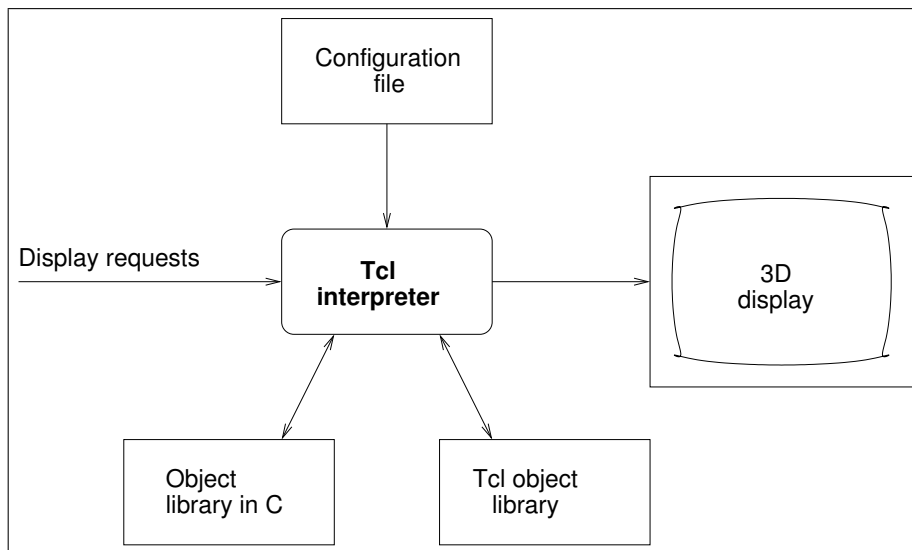 Configuration
file
Display requests
Tcl
interpreter
3D
display
Object
library in C
Tcl object
library